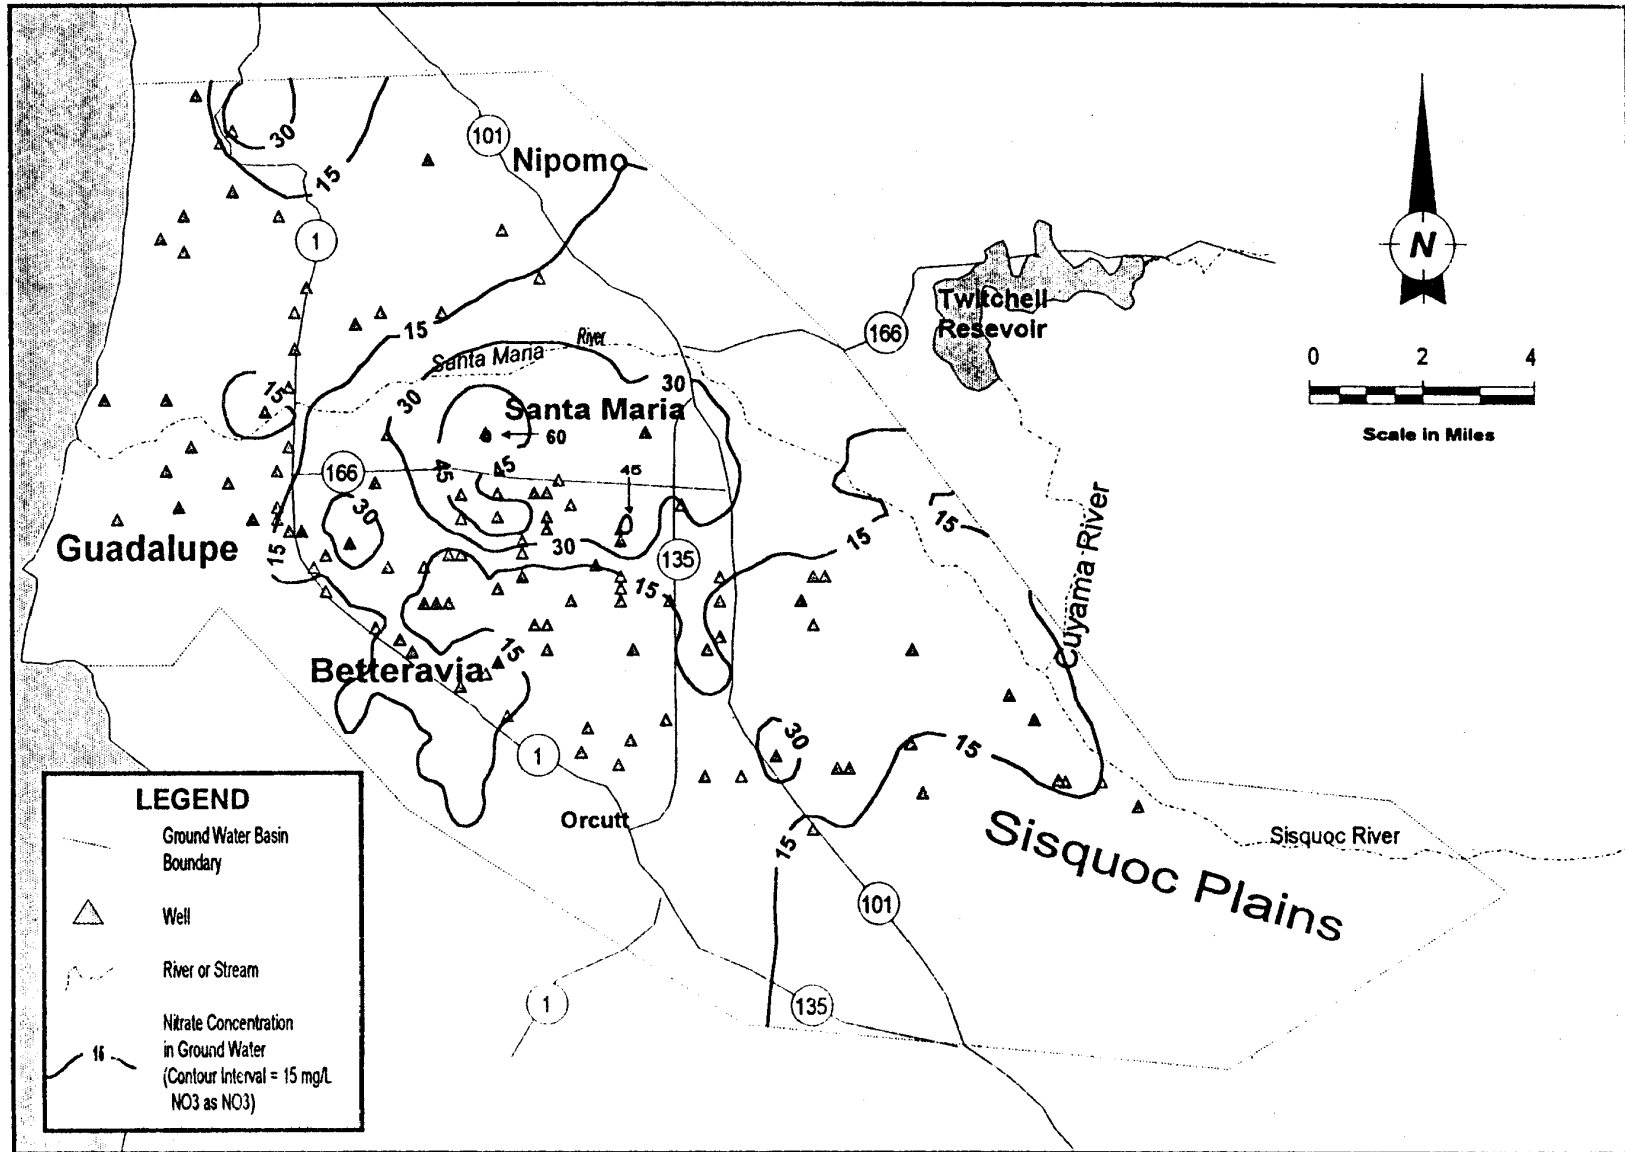 30
101
Nipomo
15
1
Twitchell
Resevoir
N
0 2 4
Scale in Miles
166
15
River
Santa Maria
30
15
30
Santa Maria
60
45
45
166
30
15
Guadalupe
30
135
15
15
15
15
Cuyama River
Betteravia
15
1
30
15
Orcutt
15
Sisquoc Plains
Sisquoc River
101
1
135
LEGEND
Ground Water Basin
Boundary
Well
River or Stream
Nitrate Concentration
in Ground Water
(Contour Interval = 15 mg/L
NO3 as NO3)